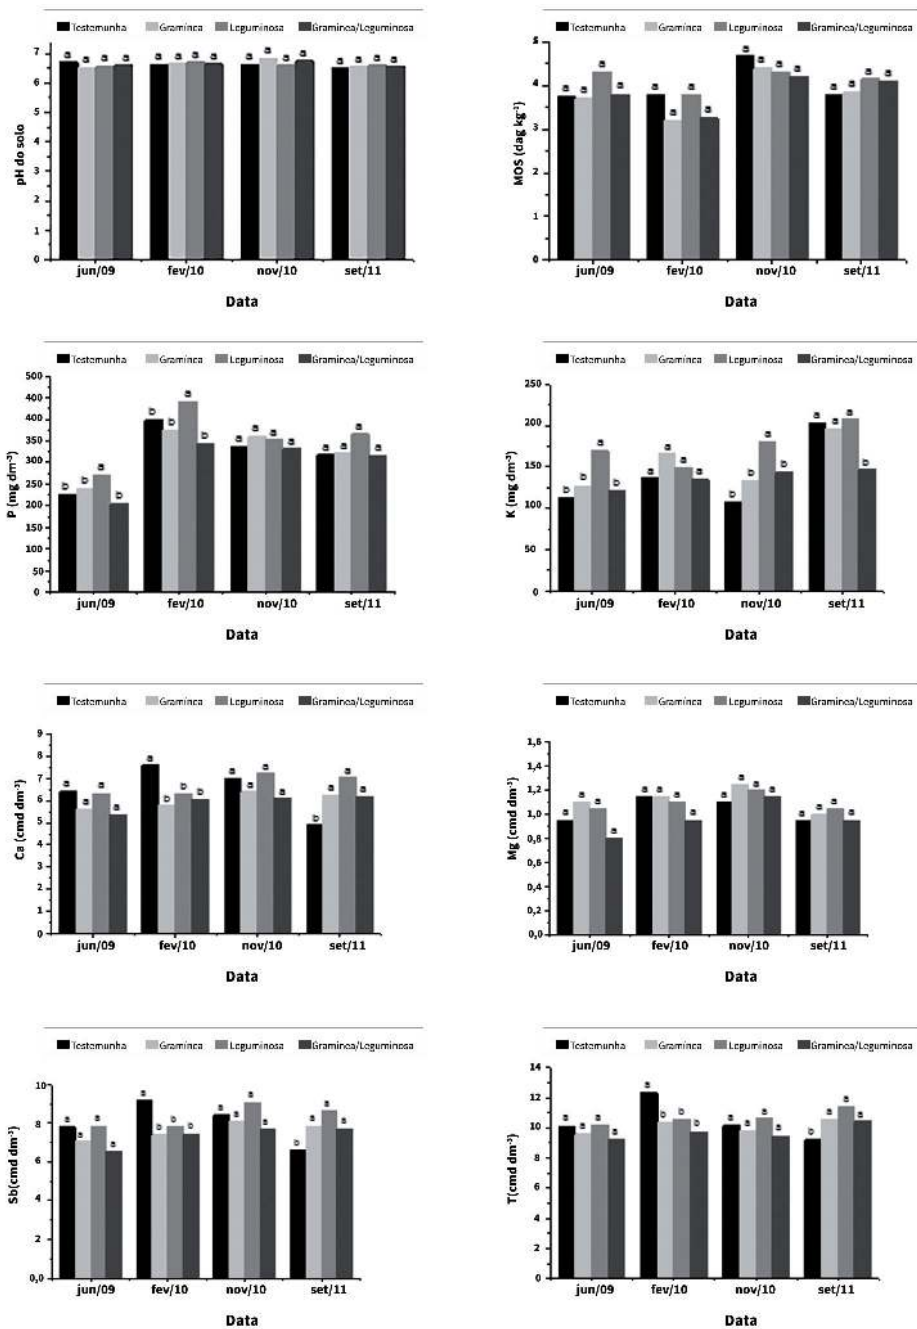 Testemunha Gramínea Leguminosa Gramínea/Leguminosa
pH do solo
7
6
5
4
3
2
1
0
a a a a a a a a a a a a a a a a
jun/09 fev/10 nov/10 set/11
Data
Testemunha Gramínea Leguminosa Gramínea/Leguminosa
MOS (dag kg⁻¹)
5
4
3
2
1
0
a a a a a a a a a a a a a a a a
jun/09 fev/10 nov/10 set/11
Data
Testemunha Gramínea Leguminosa Gramínea/Leguminosa
P (mg dm⁻³)
500
400
350
300
250
200
100
50
0
b b a b b b a b a a a a a a a a
jun/09 fev/10 nov/10 set/11
Data
Testemunha Gramínea Leguminosa Gramínea/Leguminosa
K (mg dm⁻³)
250
200
150
100
50
0
b b a b a a a a b b a b a a a b
jun/09 fev/10 nov/10 set/11
Data
Testemunha Gramínea Leguminosa Gramínea/Leguminosa
Ca (cmd dm⁻³)
9
8
7
6
5
4
3
2
1
0
a a a a a b b b a a a a b a a a
jun/09 fev/10 nov/10 set/11
Data
Testemunha Gramínea Leguminosa Gramínea/Leguminosa
Mg (cmd dm⁻³)
1,6
1,4
1,2
1,0
0,8
0,6
0,4
0,2
0,0
a a a a a a a a a a a a a a a a
jun/09 fev/10 nov/10 set/11
Data
Testemunha Gramínea Leguminosa Gramínea/Leguminosa
Sb(cmd dm⁻³)
10
8
6
4
2
0,0
a a a a a b b b a a a a b a a a
jun/09 fev/10 nov/10 set/11
Data
Testemunha Gramínea Leguminosa Gramínea/Leguminosa
T(cmd dm⁻³)
14
12
10
8
6
4
2
0
a a a a a b b b a a a a b a a a
jun/09 fev/10 nov/10 set/11
Data